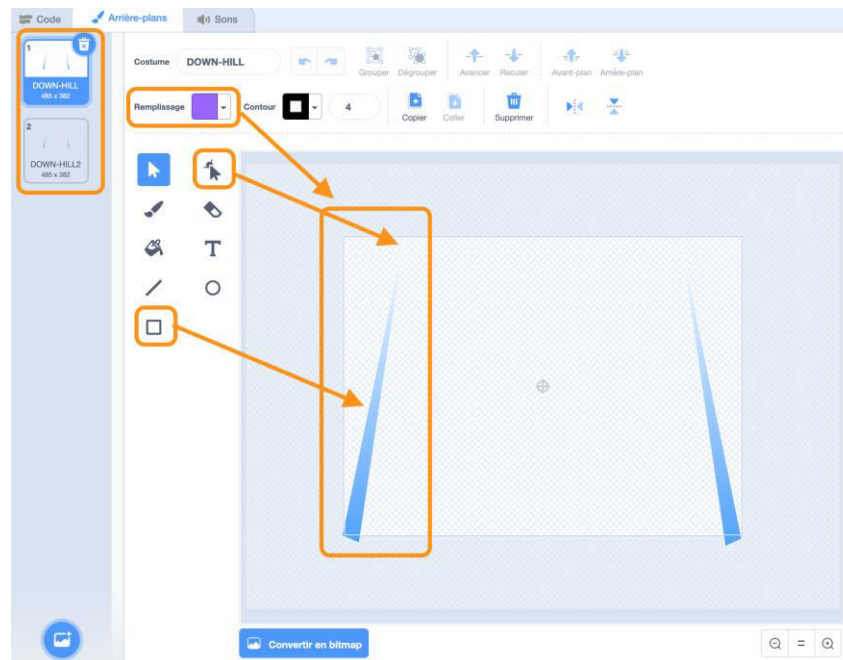 Code Arrière-plans Sons
1
DOWN-HILL
485 x 382
2
DOWN-HILL2
485 x 382
Costume DOWN-HILL Grouper Dégrouper Avancer Reculer Avant-plan Arrière-plan
Remplissage Contour 4 Copier Coller Supprimer
T
Convertir en bitmap
=